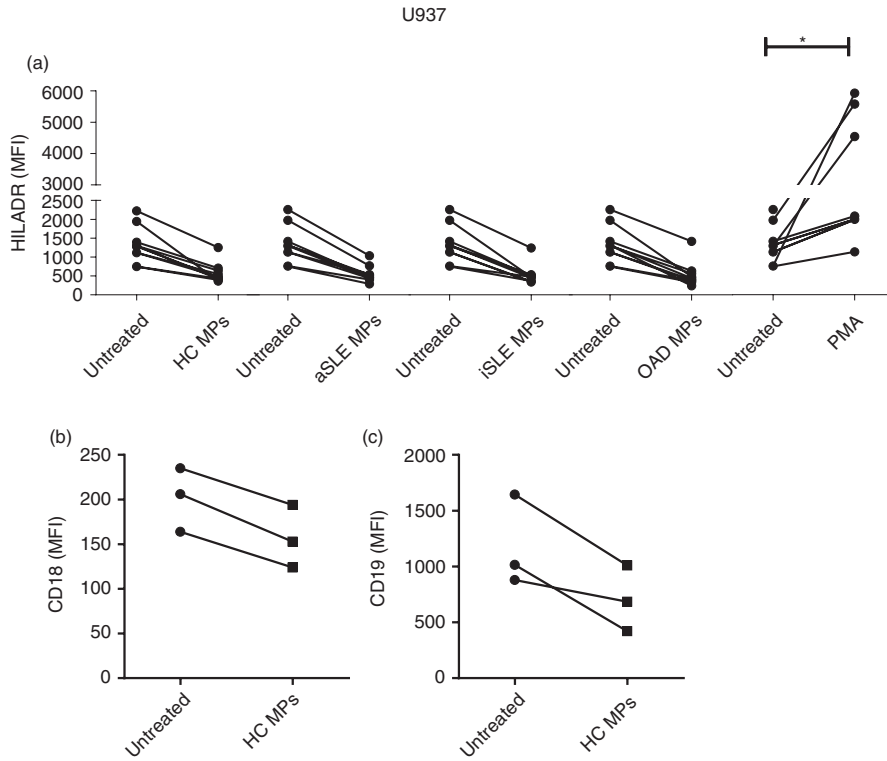 U937
*
(a)
6000
5000
4000
3000
2500
2000
1500
1000
500
0
HILADR (MFI)
Untreated
HC MPs
Untreated
aSLE MPs
Untreated
iSLE MPs
Untreated
OAD MPs
Untreated
PMA
(b)
250
200
150
100
50
0
CD18 (MFI)
Untreated
HC MPs
(c)
2000
1500
1000
500
0
CD19 (MFI)
Untreated
HC MPs